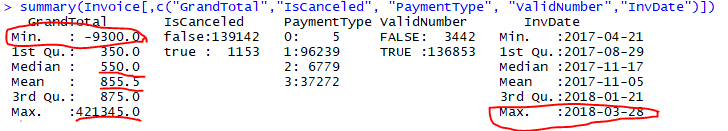 > summary(Invoice[,c("GrandTotal","IsCanceled", "PaymentType", "ValidNumber","InvDate")])
GrandTotal IsCanceled PaymentType ValidNumber InvDate
Min. : -9300.0 false:139142 0: 5 FALSE: 3442 Min. :2017-04-21
1st Qu.: 350.0 true : 1153 1:96239 TRUE :136853 1st Qu.:2017-08-29
Median : 550.0 2: 6779 Median :2017-11-17
Mean : 855.5 3:37272 Mean :2017-11-05
3rd Qu.: 875.0 3rd Qu.:2018-01-21
Max. :421345.0 Max. :2018-03-28